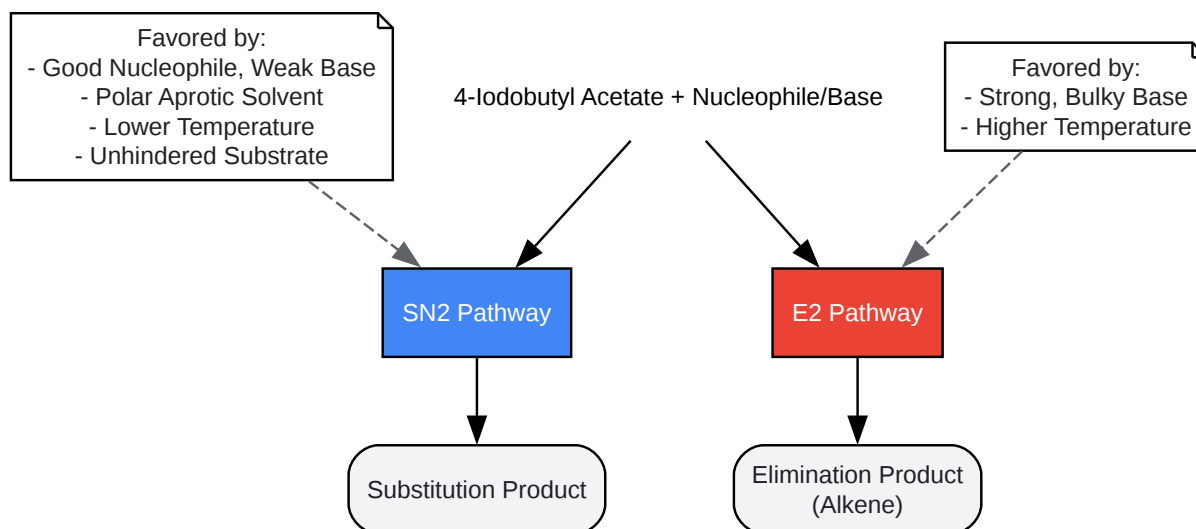 Favored by:
- Good Nucleophile, Weak Base
- Polar Aprotic Solvent
- Lower Temperature
- Unhindered Substrate
4-Iodobutyl Acetate + Nucleophile/Base
Favored by:
- Strong, Bulky Base
- Higher Temperature
SN2 Pathway
E2 Pathway
Substitution Product
Elimination Product
(Alkene)